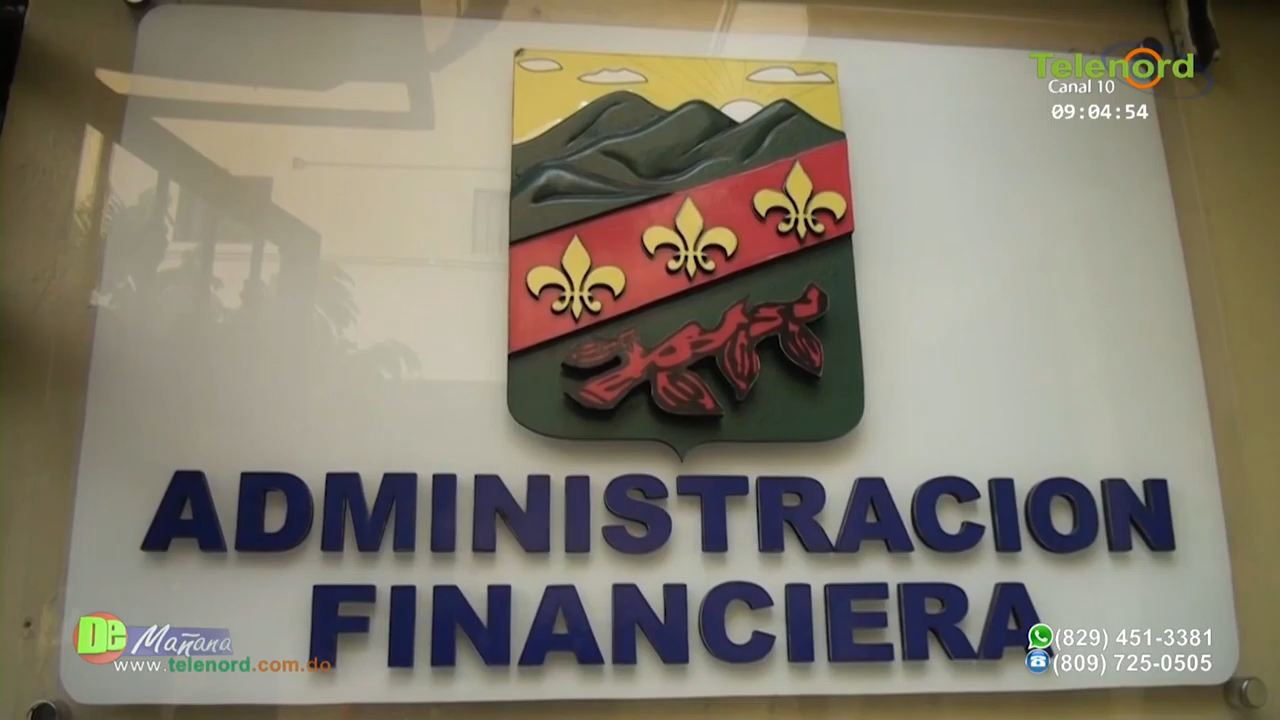 Telenord
Canal 10
09:04:54
ADMINISTRACION
FINANCIERA
De Mañana
www.telenord.com.do
(829) 451-3381
(809) 725-0505